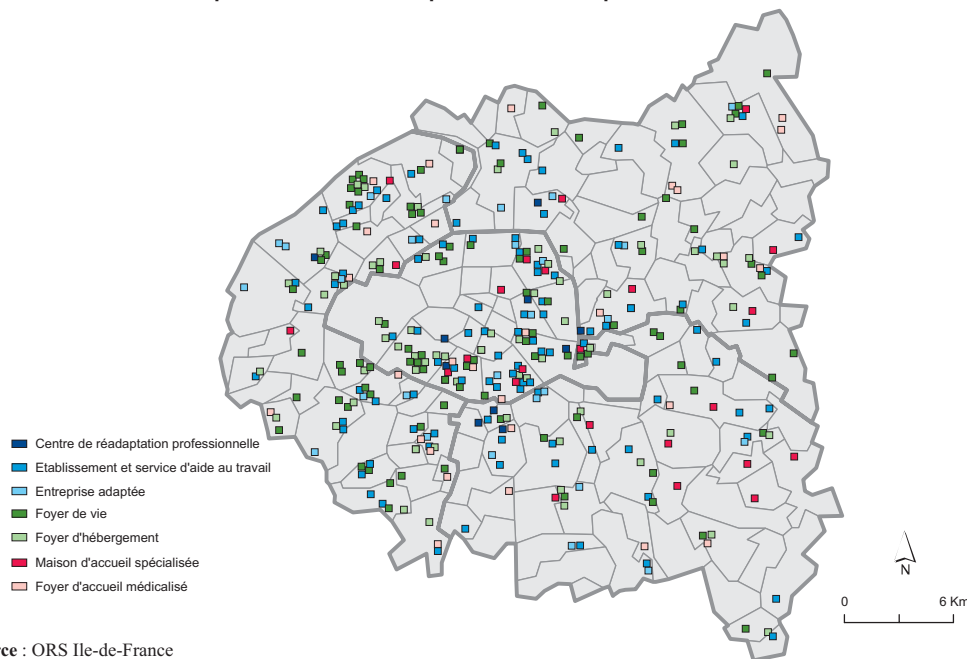 Centre de réadaptation professionnelle
Etablissement et service d'aide au travail
Entreprise adaptée
Foyer de vie
Foyer d'hébergement
Maison d'accueil spécialisée
Foyer d'accueil médicalisé
N
0 6 Km
rce : ORS Ile-de-France